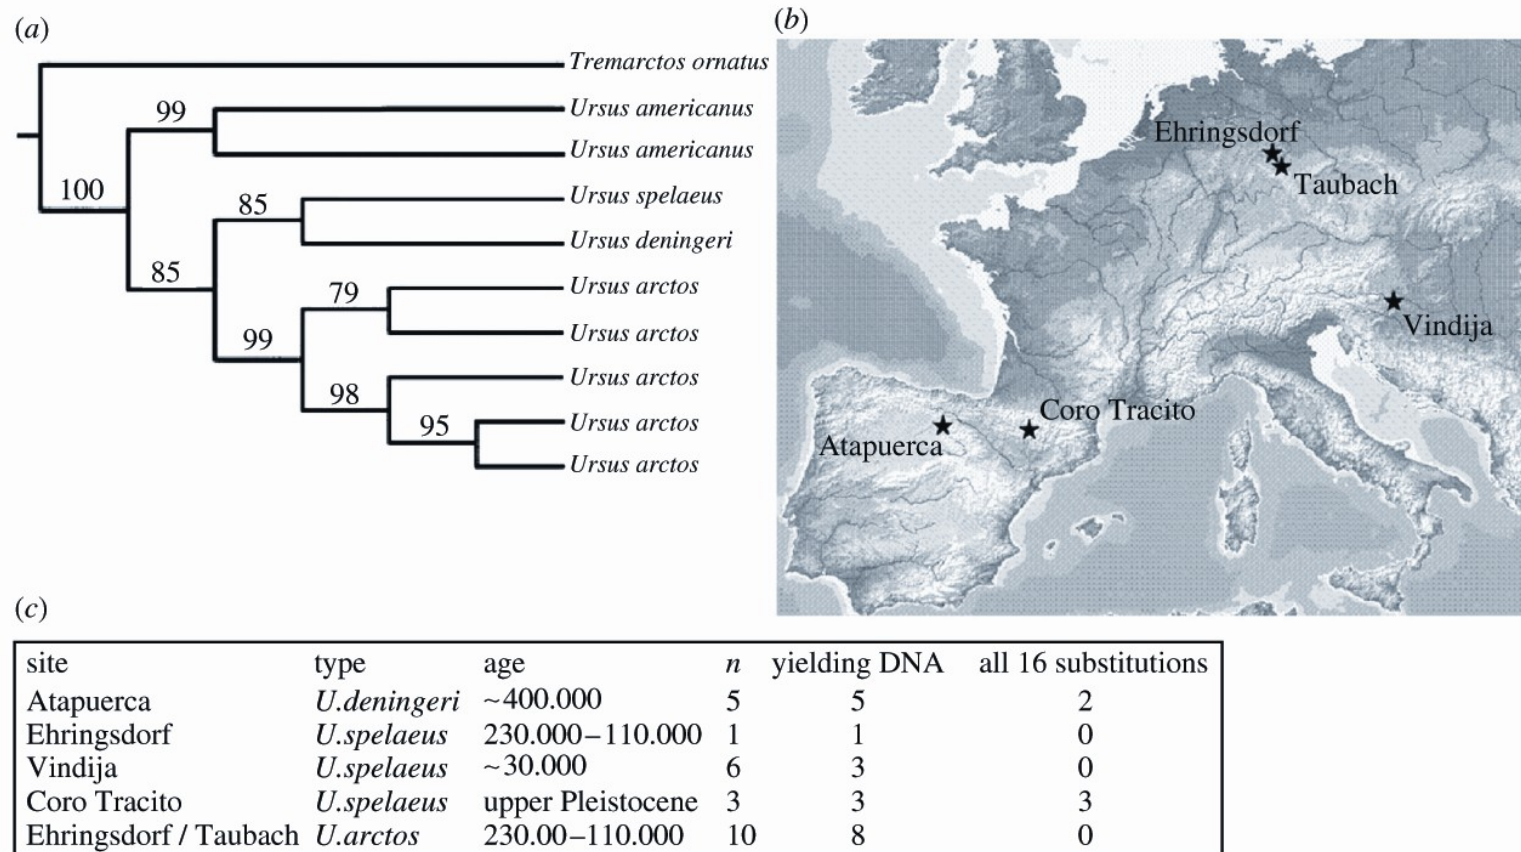 (a)
Tremarctos ornatus
99
Ursus americanus
Ursus americanus
100
85
Ursus spelaeus
Ursus deningeri
85
79
Ursus arctos
Ursus arctos
99
98
Ursus arctos
95
Ursus arctos
Ursus arctos
(b)
Ehringsdorf
Taubach
Vindija
Coro Tracito
Atapuerca
(c)
site type age n yielding DNA all 16 substitutions
Atapuerca U.deningeri ~400.000 5 5 2
Ehringsdorf U.spelaeus 230.000–110.000 1 1 0
Vindija U.spelaeus ~30.000 6 3 0
Coro Tracito U.spelaeus upper Pleistocene 3 3 3
Ehringsdorf / Taubach U.arctos 230.00–110.000 10 8 0